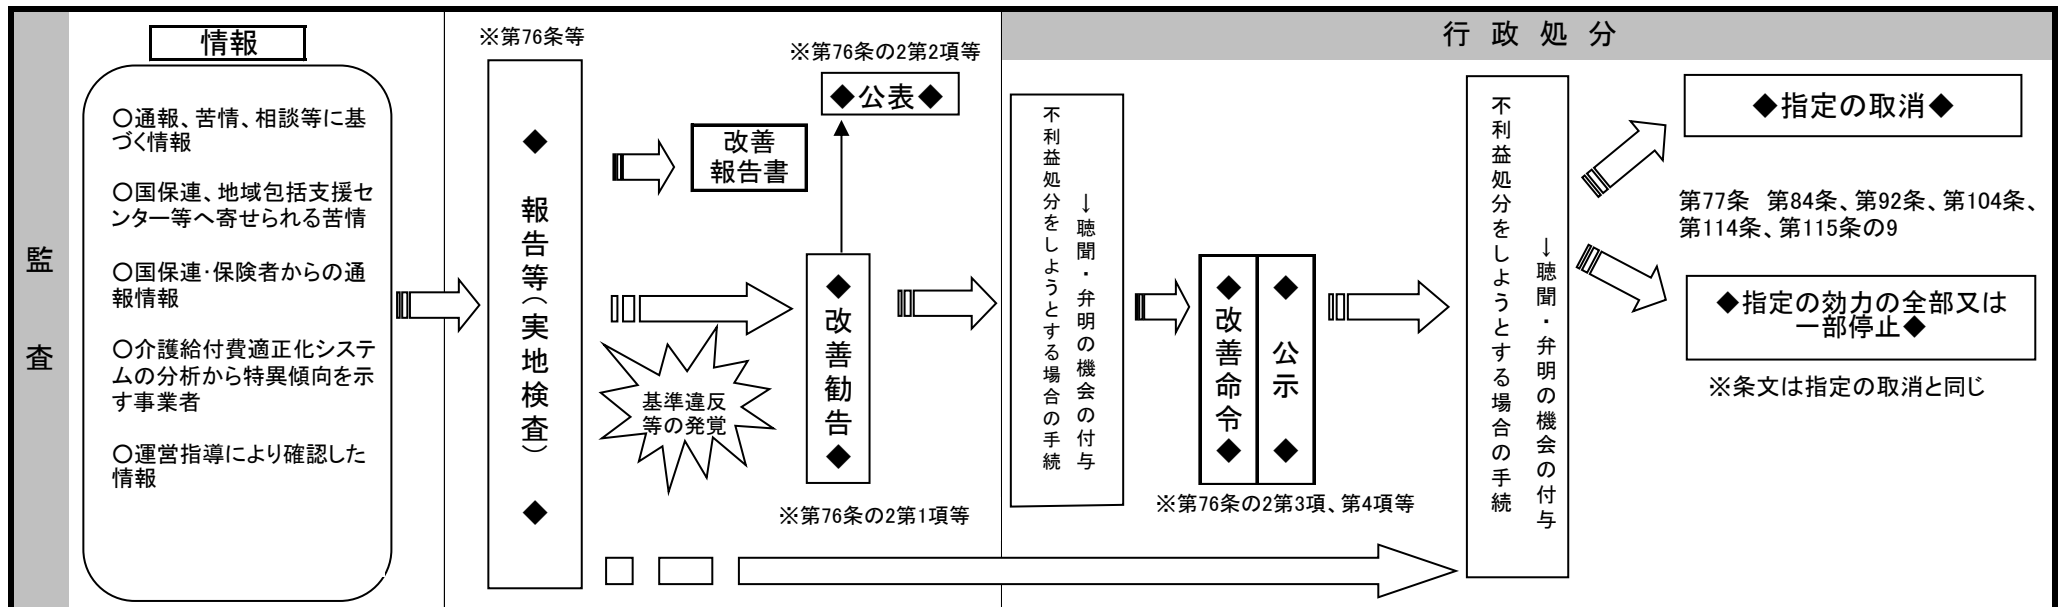 監査
情報
○通報、苦情、相談等に基
づく情報
○国保連、地域包括支援セ
ンター等へ寄せられる苦情
○国保連・保険者からの通
報情報
○介護給付費適正化システ
ムの分析から特異傾向を示
す事業者
○運営指導により確認した
情報
※第76条等
◆報告等(実地検査)◆
改善
報告書
※第76条の2第2項等
◆公表◆
基準違反
等の発覚
◆改善勧告◆
※第76条の2第1項等
行政処分
不利益処分をしようとする場合の手続
→聴聞・弁明の機会の付与
◆改善命令◆
◆公示◆
※第76条の2第3項、第4項等
不利益処分をしようとする場合の手続
→聴聞・弁明の機会の付与
◆指定の取消◆
第77条 第84条、第92条、第104条、
第114条、第115条の9
◆指定の効力の全部又は
一部停止◆
※条文は指定の取消と同じ